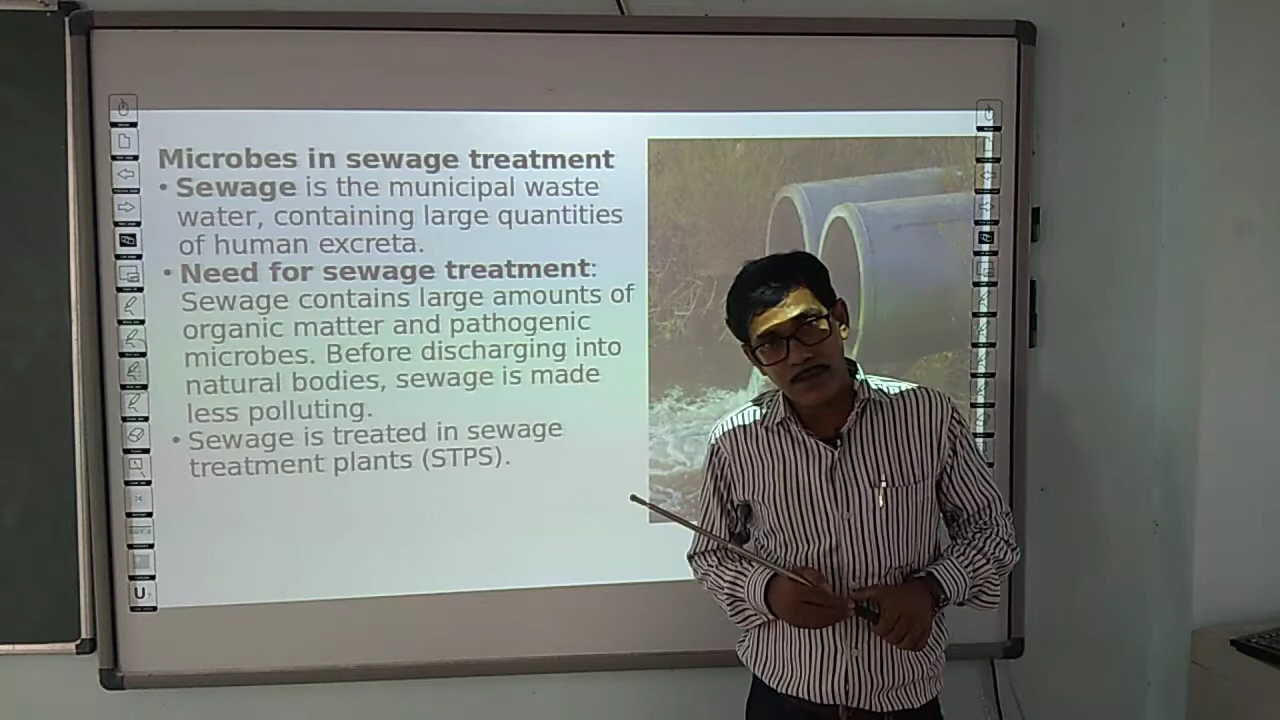 Microbes in sewage treatment
• Sewage is the municipal waste
water, containing large quantities
of human excreta.
• Need for sewage treatment:
Sewage contains large amounts of
organic matter and pathogenic
microbes. Before discharging into
natural bodies, sewage is made
less polluting.
• Sewage is treated in sewage
treatment plants (STPS).
U